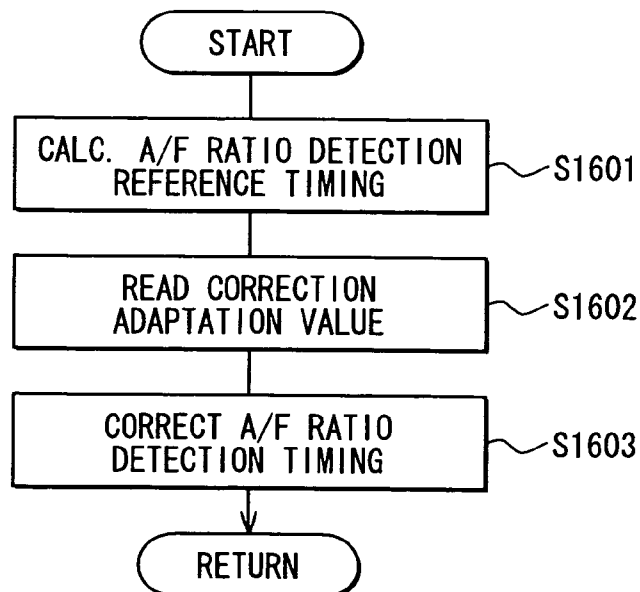 START
CALC. A/F RATIO DETECTION
REFERENCE TIMING
S1601
READ CORRECTION
ADAPTATION VALUE
S1602
CORRECT A/F RATIO
DETECTION TIMING
S1603
RETURN